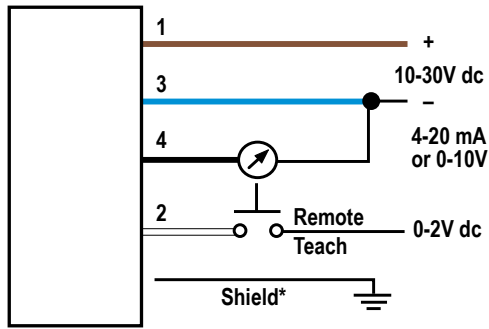 1
+
10-30V dc
3
–
4
4-20 mA
or 0-10V
2
Remote
Teach
0-2V dc
Shield*